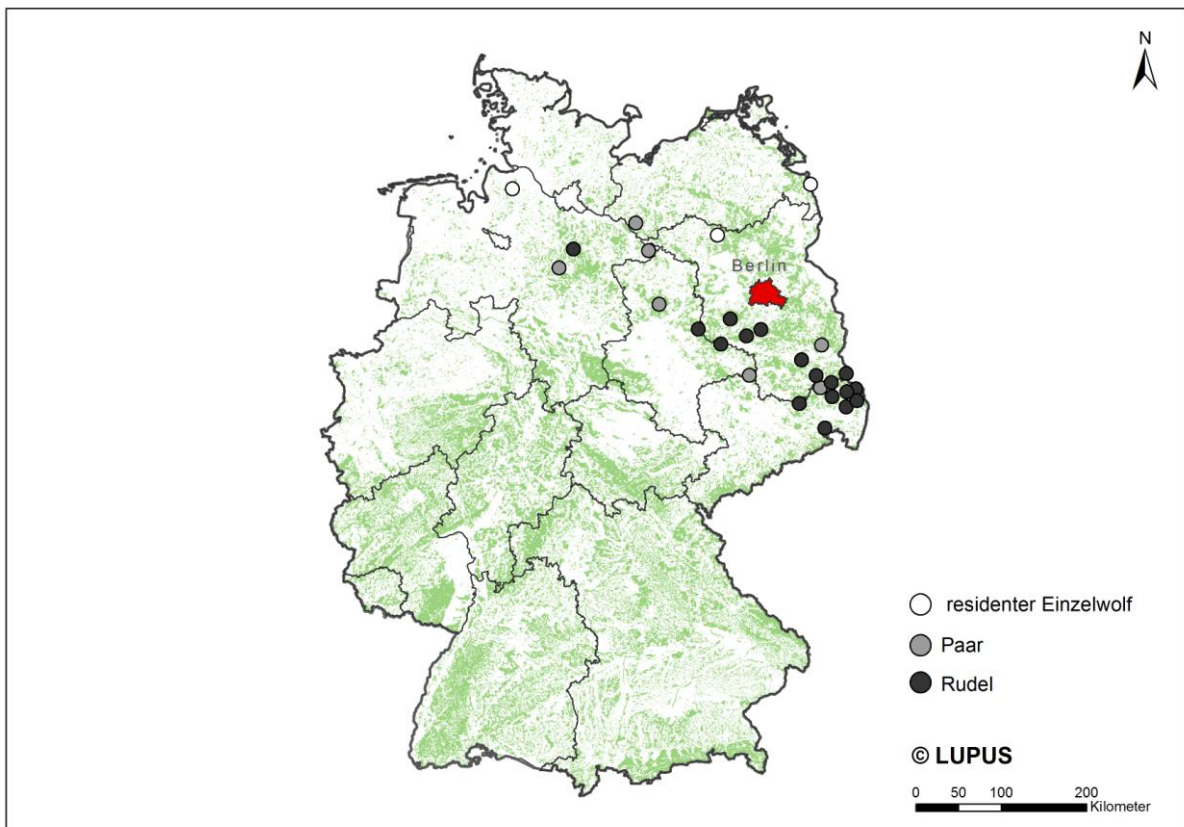 N
Berlin
residenter Einzelwolf
Paar
Rudel
© LUPUS
0 50 100 200
Kilometer